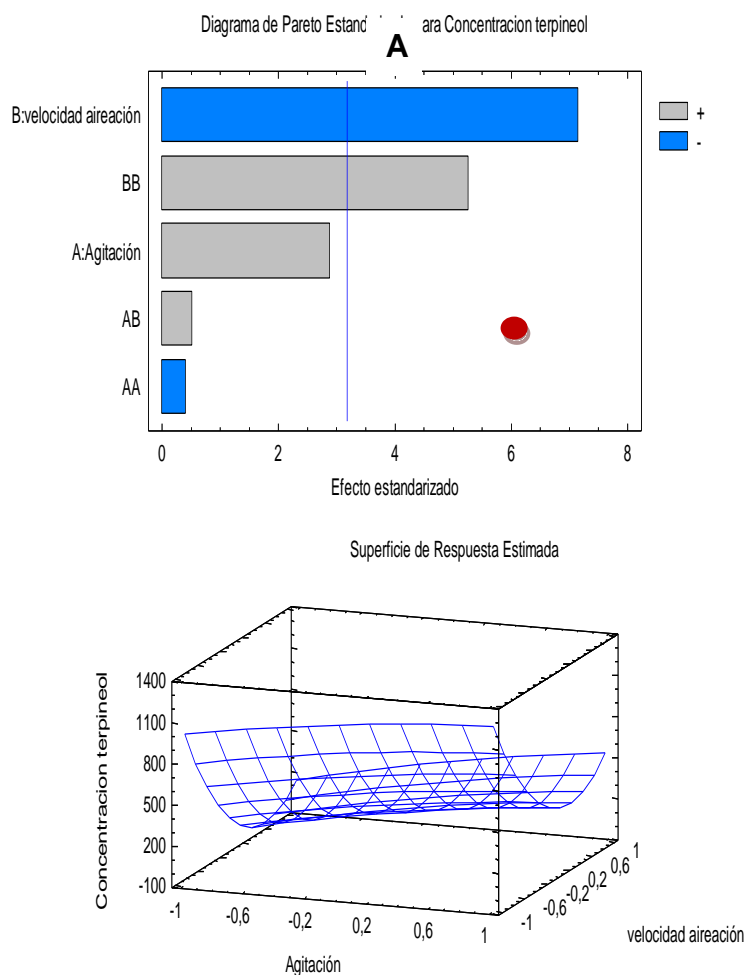 Diagrama de Pareto Estand ara Concentracion terpineol
A
B:velocidad aireación
+
-
BB
A:Agitación
AB
AA
0 2 4 6 8
Efecto estandarizado
Superficie de Respuesta Estimada
Concentracion terpineol
1400
1100
800
500
200
-100
-1 -0,6 -0,2 0,2 0,6 1
Agitación
-1 -0,6 -0,2 0,2 0,6 1
velocidad aireación